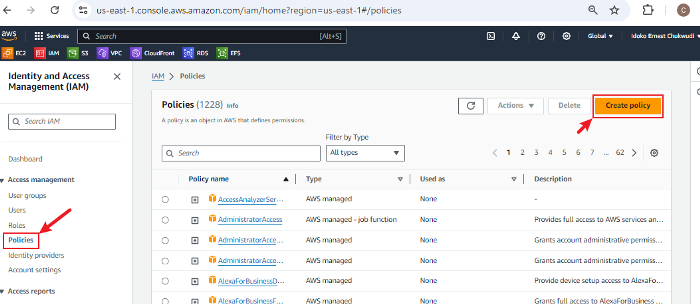 us-east-1.console.aws.amazon.com/iam/home?region=us-east-1#/policies
C
aws
Search
[Alt+S]
Global
Idoko Ernest Chukwudi
EC2
IAM
S3
VPC
CloudFront
RDS
EFS
Identity and Access Management (IAM)
Search IAM
Dashboard
Access management
User groups
Users
Roles
Policies
Identity providers
Account settings
Access reports
IAM > Policies
Policies (1228) Info
A policy is an object in AWS that defines permissions.
Actions
Delete
Create policy
Filter by Type
Search
All types
1 2 3 4 5 6 7 ... 62
Policy name Type Used as Description
AccessAnalyzerSer... AWS managed None -
AdministratorAccess AWS managed - job function None Provides full access to AWS services an...
AdministratorAcce... AWS managed None Grants account administrative permiss...
AdministratorAcce... AWS managed None Grants account administrative permiss...
AlexaForBusinessD... AWS managed None Provide device setup access to AlexaFo...
AlexaForBusinessF... AWS managed None Grants full access to AlexaForBusiness ...